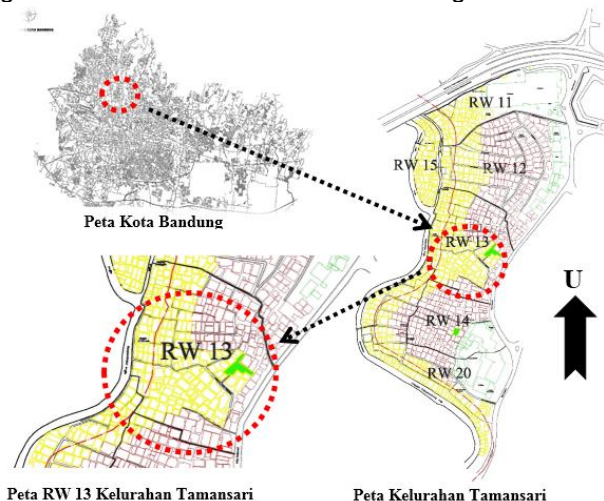 Peta Kota Bandung
RW 11
RW 15
RW 12
RW 13
U
RW 14
RW 20
RW 13
Peta RW 13 Kelurahan Tamansari
Peta Kelurahan Tamansari